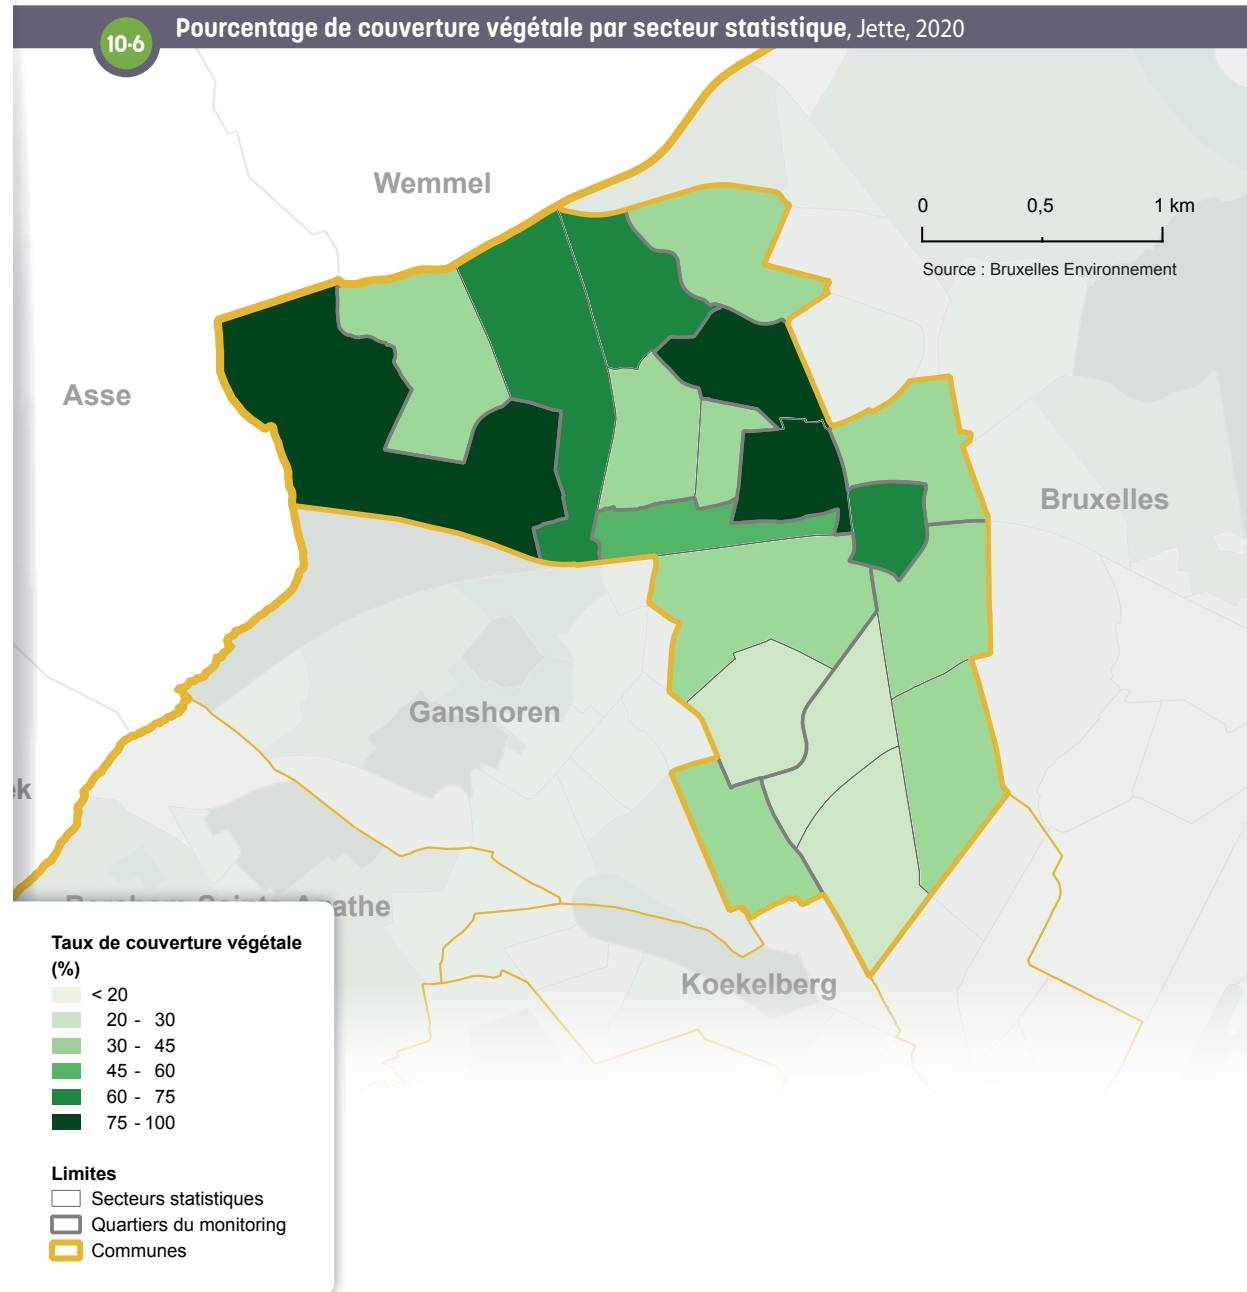 10·6
Pourcentage de couverture végétale par secteur statistique, Jette, 2020
Wemmel
0 0,5 1 km
Source : Bruxelles Environnement
Asse
Bruxelles
Ganshoren
Koekelberg
Taux de couverture végétale
(%)
< 20
20 - 30
30 - 45
45 - 60
60 - 75
75 - 100
Limites
Secteurs statistiques
Quartiers du monitoring
Communes